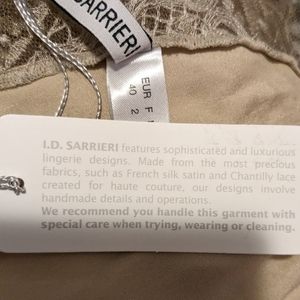 SARRIERI
EUR F
40 2
I.D. SARRIERI features sophisticated and luxurious
lingerie designs. Made from the most precious
fabrics, such as French silk satin and Chantilly lace
created for haute couture, our designs involve
handmade details and operations.
We recommend you handle this garment with
special care when trying, wearing or cleaning.